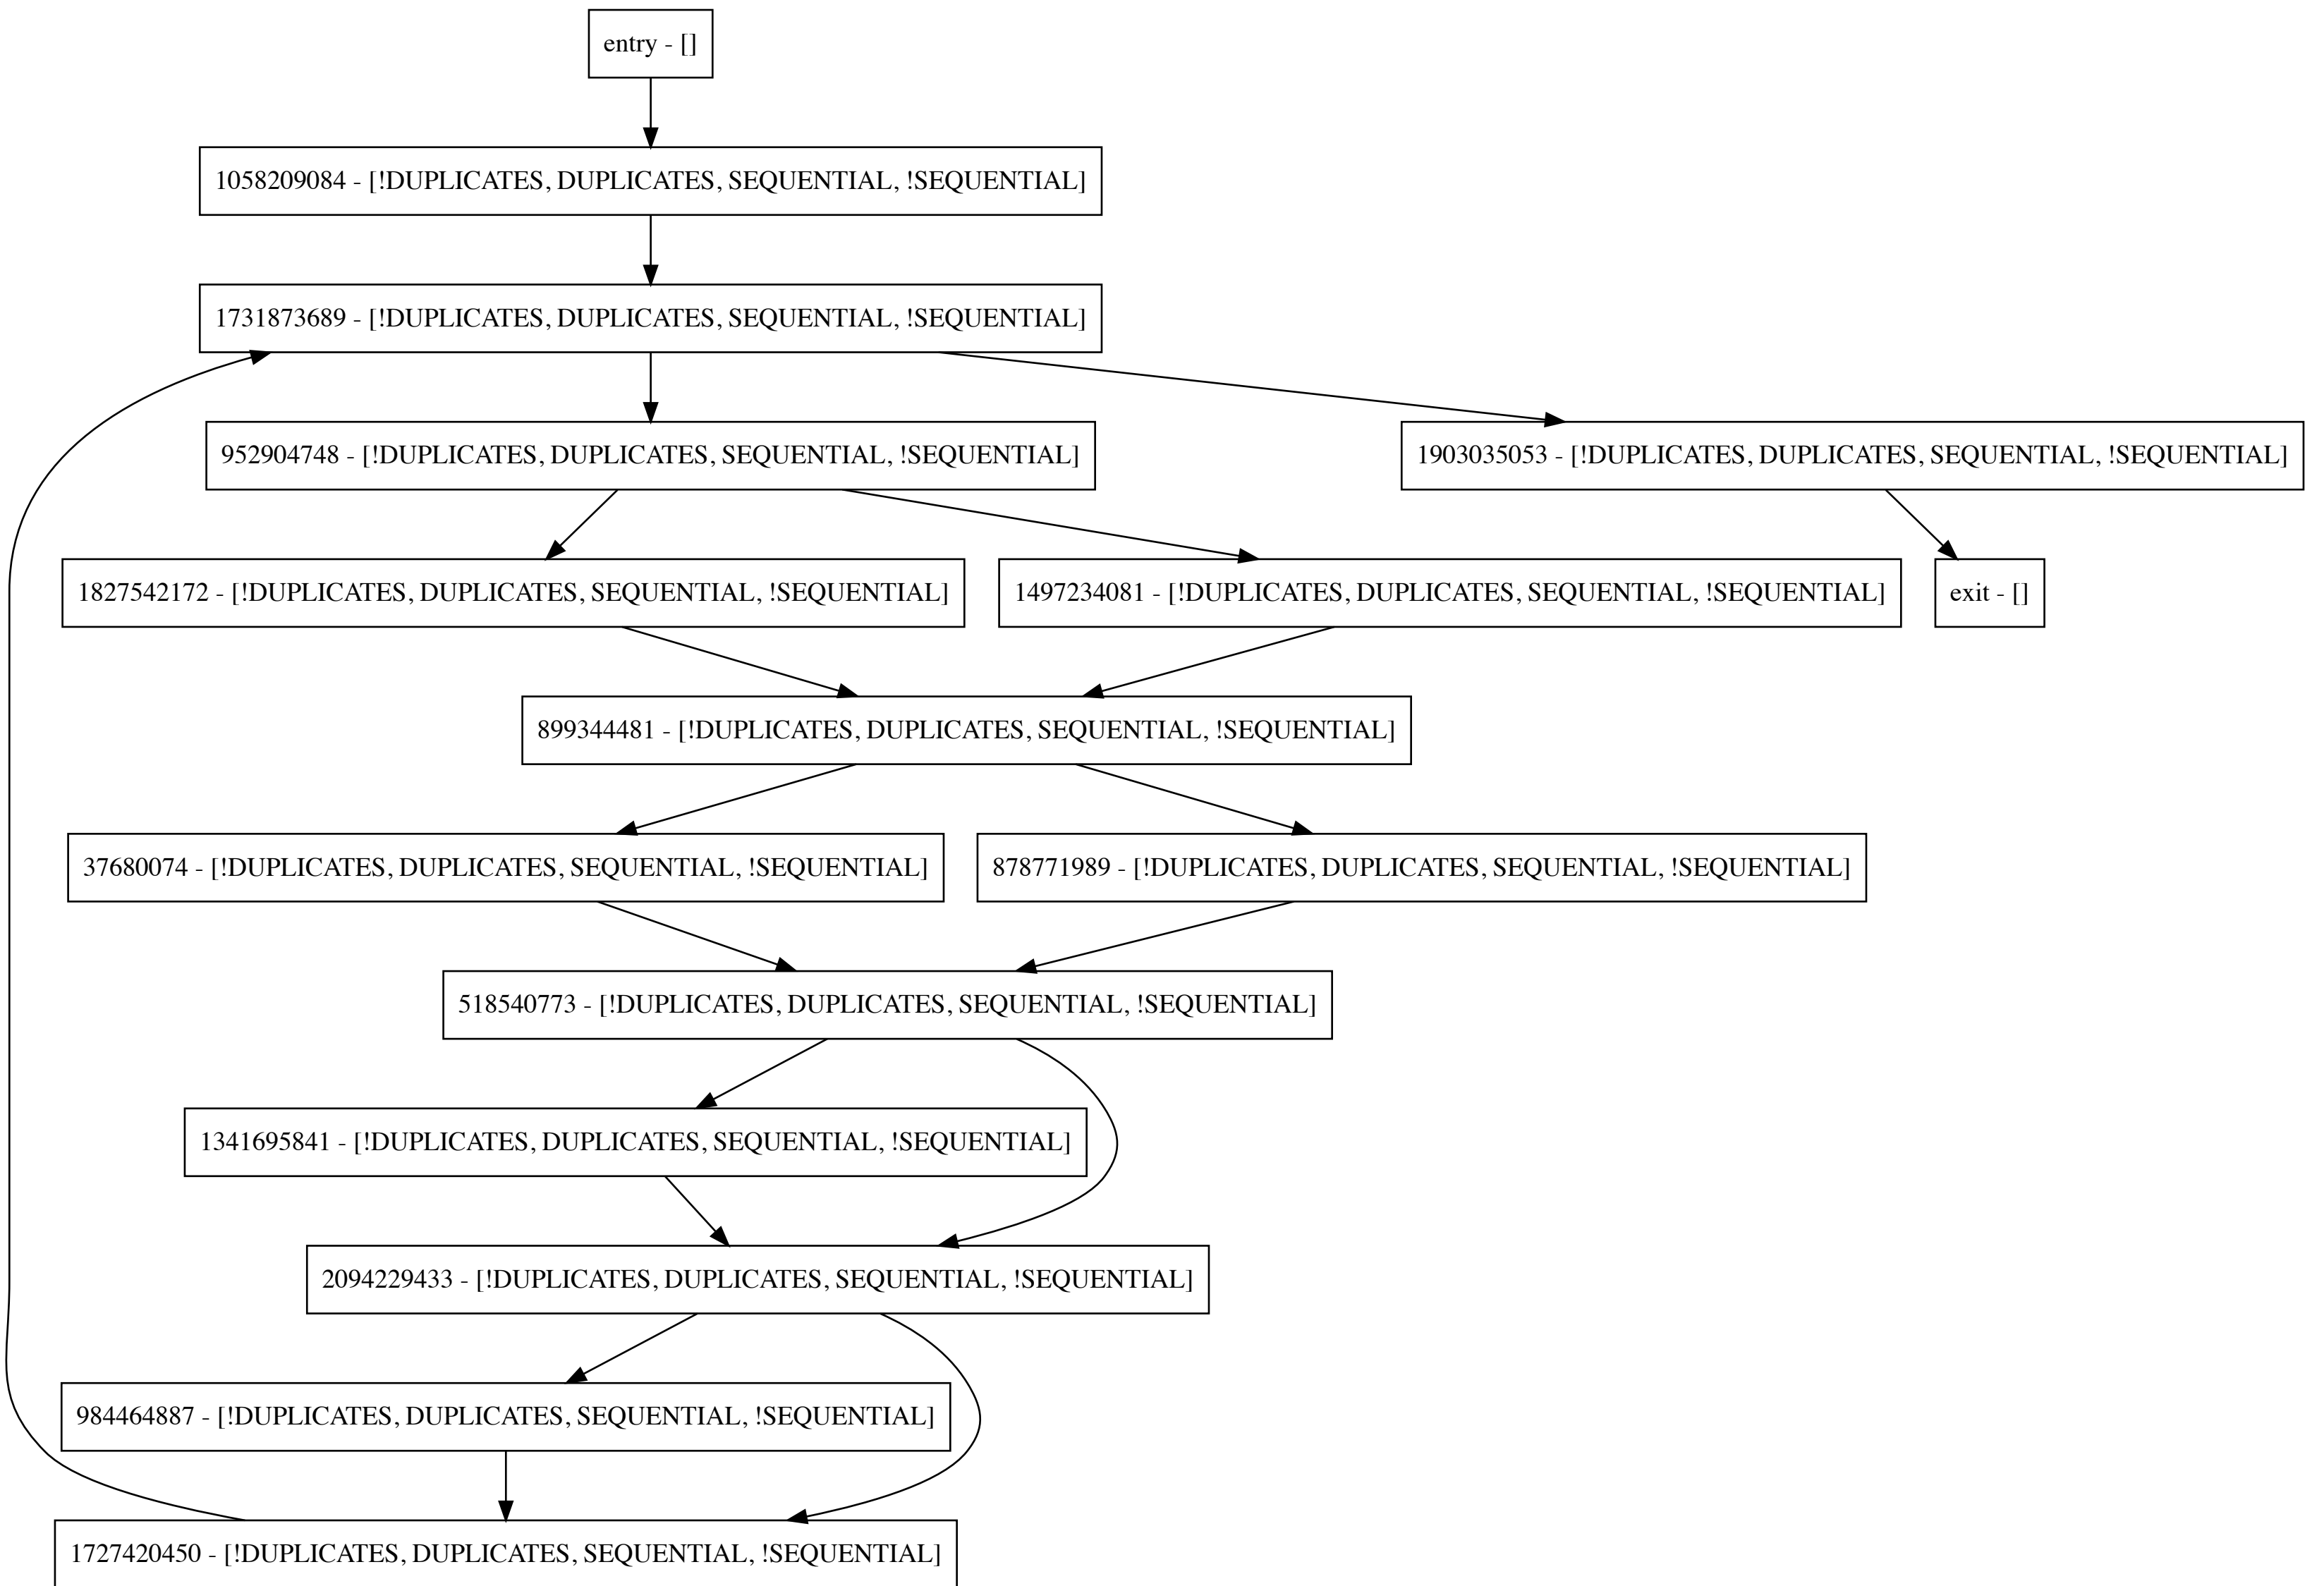 entry - []
1058209084 - [!DUPLICATES, DUPLICATES, SEQUENTIAL, !SEQUENTIAL]
1731873689 - [!DUPLICATES, DUPLICATES, SEQUENTIAL, !SEQUENTIAL]
952904748 - [!DUPLICATES, DUPLICATES, SEQUENTIAL, !SEQUENTIAL]
1903035053 - [!DUPLICATES, DUPLICATES, SEQUENTIAL, !SEQUENTIAL]
1827542172 - [!DUPLICATES, DUPLICATES, SEQUENTIAL, !SEQUENTIAL]
1497234081 - [!DUPLICATES, DUPLICATES, SEQUENTIAL, !SEQUENTIAL]
exit - []
899344481 - [!DUPLICATES, DUPLICATES, SEQUENTIAL, !SEQUENTIAL]
37680074 - [!DUPLICATES, DUPLICATES, SEQUENTIAL, !SEQUENTIAL]
878771989 - [!DUPLICATES, DUPLICATES, SEQUENTIAL, !SEQUENTIAL]
518540773 - [!DUPLICATES, DUPLICATES, SEQUENTIAL, !SEQUENTIAL]
1341695841 - [!DUPLICATES, DUPLICATES, SEQUENTIAL, !SEQUENTIAL]
2094229433 - [!DUPLICATES, DUPLICATES, SEQUENTIAL, !SEQUENTIAL]
984464887 - [!DUPLICATES, DUPLICATES, SEQUENTIAL, !SEQUENTIAL]
1727420450 - [!DUPLICATES, DUPLICATES, SEQUENTIAL, !SEQUENTIAL]